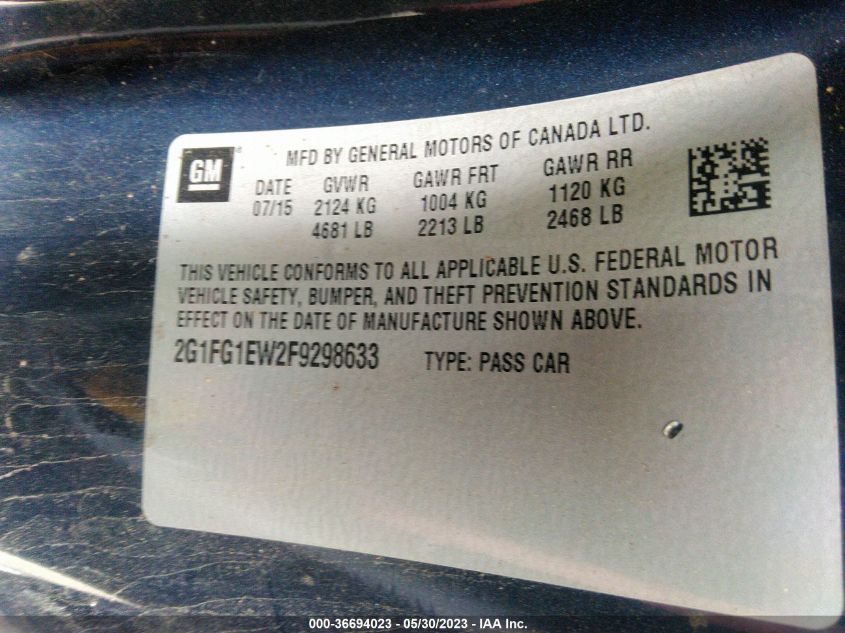 GM
MFD BY GENERAL MOTORS OF CANADA LTD.
DATE GVWR GAWR FRT GAWR RR
07/15 2124 KG 1004 KG 1120 KG
4681 LB 2213 LB 2468 LB
THIS VEHICLE CONFORMS TO ALL APPLICABLE U.S. FEDERAL MOTOR
VEHICLE SAFETY, BUMPER, AND THEFT PREVENTION STANDARDS IN
EFFECT ON THE DATE OF MANUFACTURE SHOWN ABOVE.
2G1FG1EW2F9298633 TYPE: PASS CAR
000-36694023 - 05/30/2023 - IAA Inc.